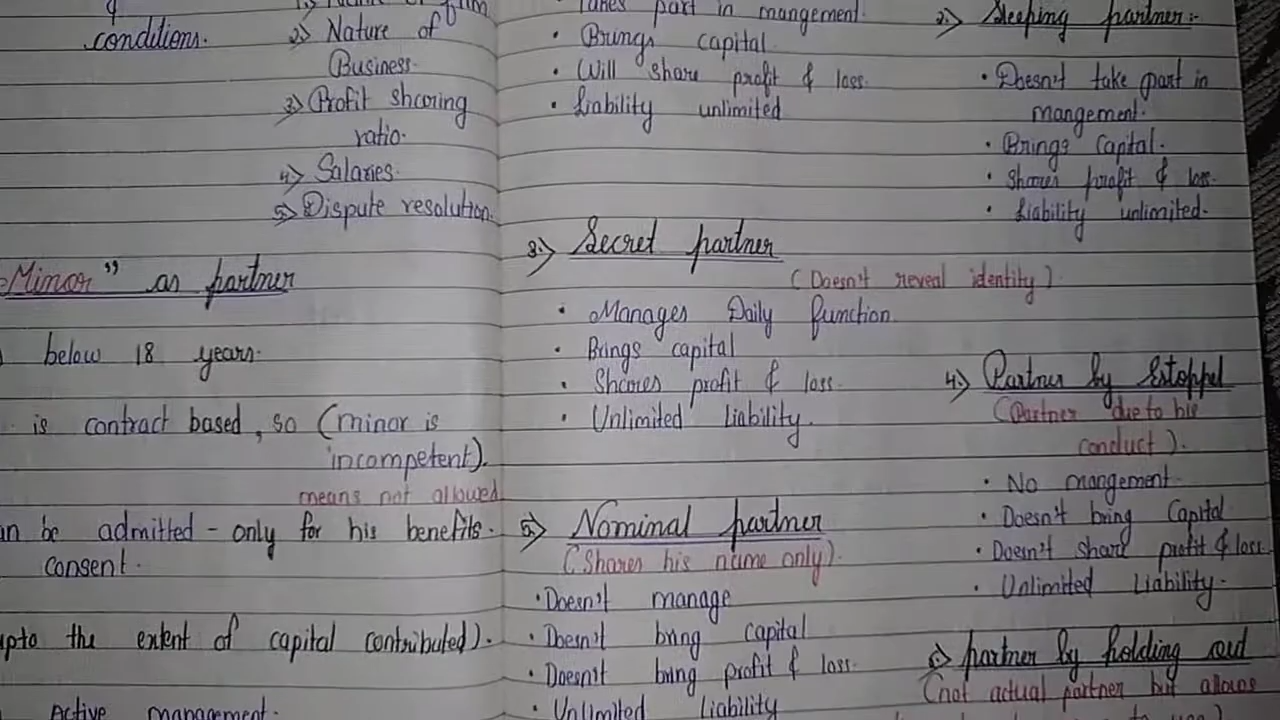 conditions.
2) Nature of
Business.
3) Profit shoring
ratio.
4) Salaries.
5) Dispute resolution.
Minor" as partner
below 18 years.
is contract based, so (minor is
incompetent).
means not allowed
be admitted - only for his benefits.
consent.
upto the extent of capital contributed).
Active management.
Takes part in mangement.
• Brings capital
• Will share profit & loss.
• Liability unlimited
2.) Sleeping partner:-
• Doesn't take part in
mangement.
• Brings Capital.
• Shares profit & loss.
• Liability unlimited.
3.) Secret partner
(Doesn't reveal identity).
• Manages Daily function.
• Brings capital
• Shares profit & loss.
• Unlimited Liability.
4.) Partner by Estoppel
(Partner due to his
conduct).
• No mangement.
• Doesn't bring Capital
• Doesn't share profit & loss
• Unlimited Liability.
5) Nominal partner
(Shares his name only).
• Doesn't manage
• Doesn't bring capital
• Doesn't bring profit & loss.
• Unlimited Liability
6) partner by holding
(not actual partner but allows